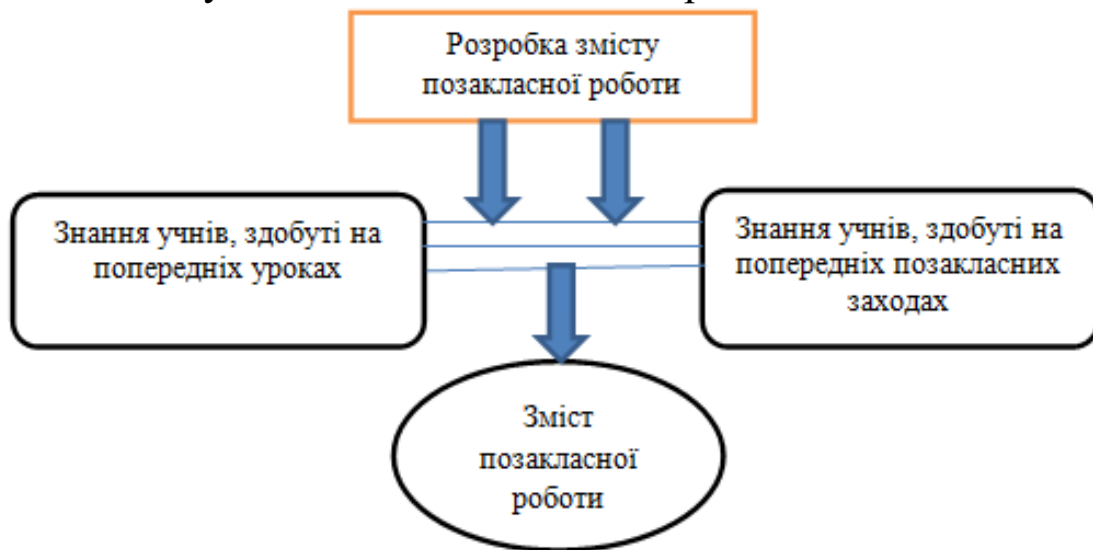 Розробка змісту
позакласної роботи
Знання учнів, здобуті на
попередніх уроках
Знання учнів, здобуті на
попередніх позакласних
заходах
Зміст
позакласної
роботи